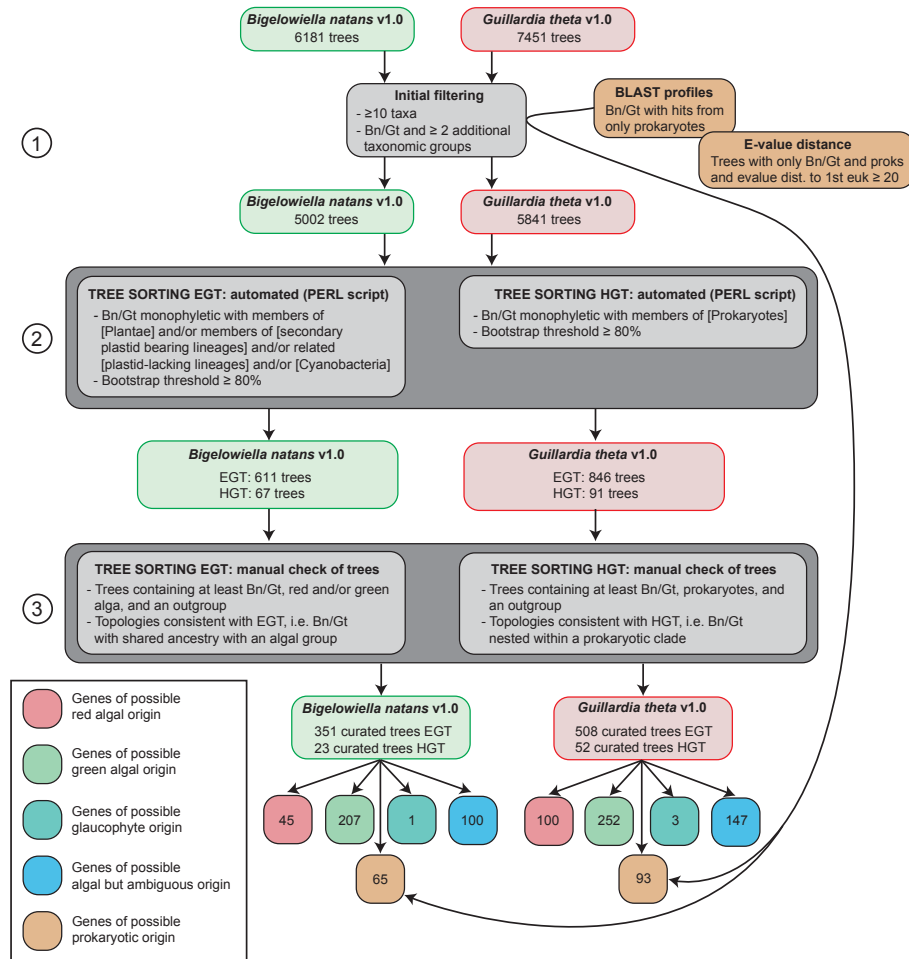 Bigelowiella natans v1.0
6181 trees
Guillardia theta v1.0
7451 trees
1
Initial filtering
- ≥10 taxa
- Bn/Gt and ≥ 2 additional
taxonomic groups
BLAST profiles
Bn/Gt with hits from
only prokaryotes
E-value distance
Trees with only Bn/Gt and proks
and evalue dist. to 1st euk ≥ 20
Bigelowiella natans v1.0
5002 trees
Guillardia theta v1.0
5841 trees
2
TREE SORTING EGT: automated (PERL script)
- Bn/Gt monophyletic with members of
[Plantae] and/or members of [secondary
plastid bearing lineages] and/or related
[plastid-lacking lineages] and/or [Cyanobacteria]
- Bootstrap threshold ≥ 80%
TREE SORTING HGT: automated (PERL script)
- Bn/Gt monophyletic with members of [Prokaryotes]
- Bootstrap threshold ≥ 80%
Bigelowiella natans v1.0
EGT: 611 trees
HGT: 67 trees
Guillardia theta v1.0
EGT: 846 trees
HGT: 91 trees
3
TREE SORTING EGT: manual check of trees
- Trees containing at least Bn/Gt, red and/or green
alga, and an outgroup
- Topologies consistent with EGT, i.e. Bn/Gt
with shared ancestry with an algal group
TREE SORTING HGT: manual check of trees
- Trees containing at least Bn/Gt, prokaryotes, and
an outgroup
- Topologies consistent with HGT, i.e. Bn/Gt
nested within a prokaryotic clade
Bigelowiella natans v1.0
351 curated trees EGT
23 curated trees HGT
Guillardia theta v1.0
508 curated trees EGT
52 curated trees HGT
45
207
1
100
65
100
252
3
147
93
Genes of possible
red algal origin
Genes of possible
green algal origin
Genes of possible
glaucophyte origin
Genes of possible
algal but ambiguous origin
Genes of possible
prokaryotic origin